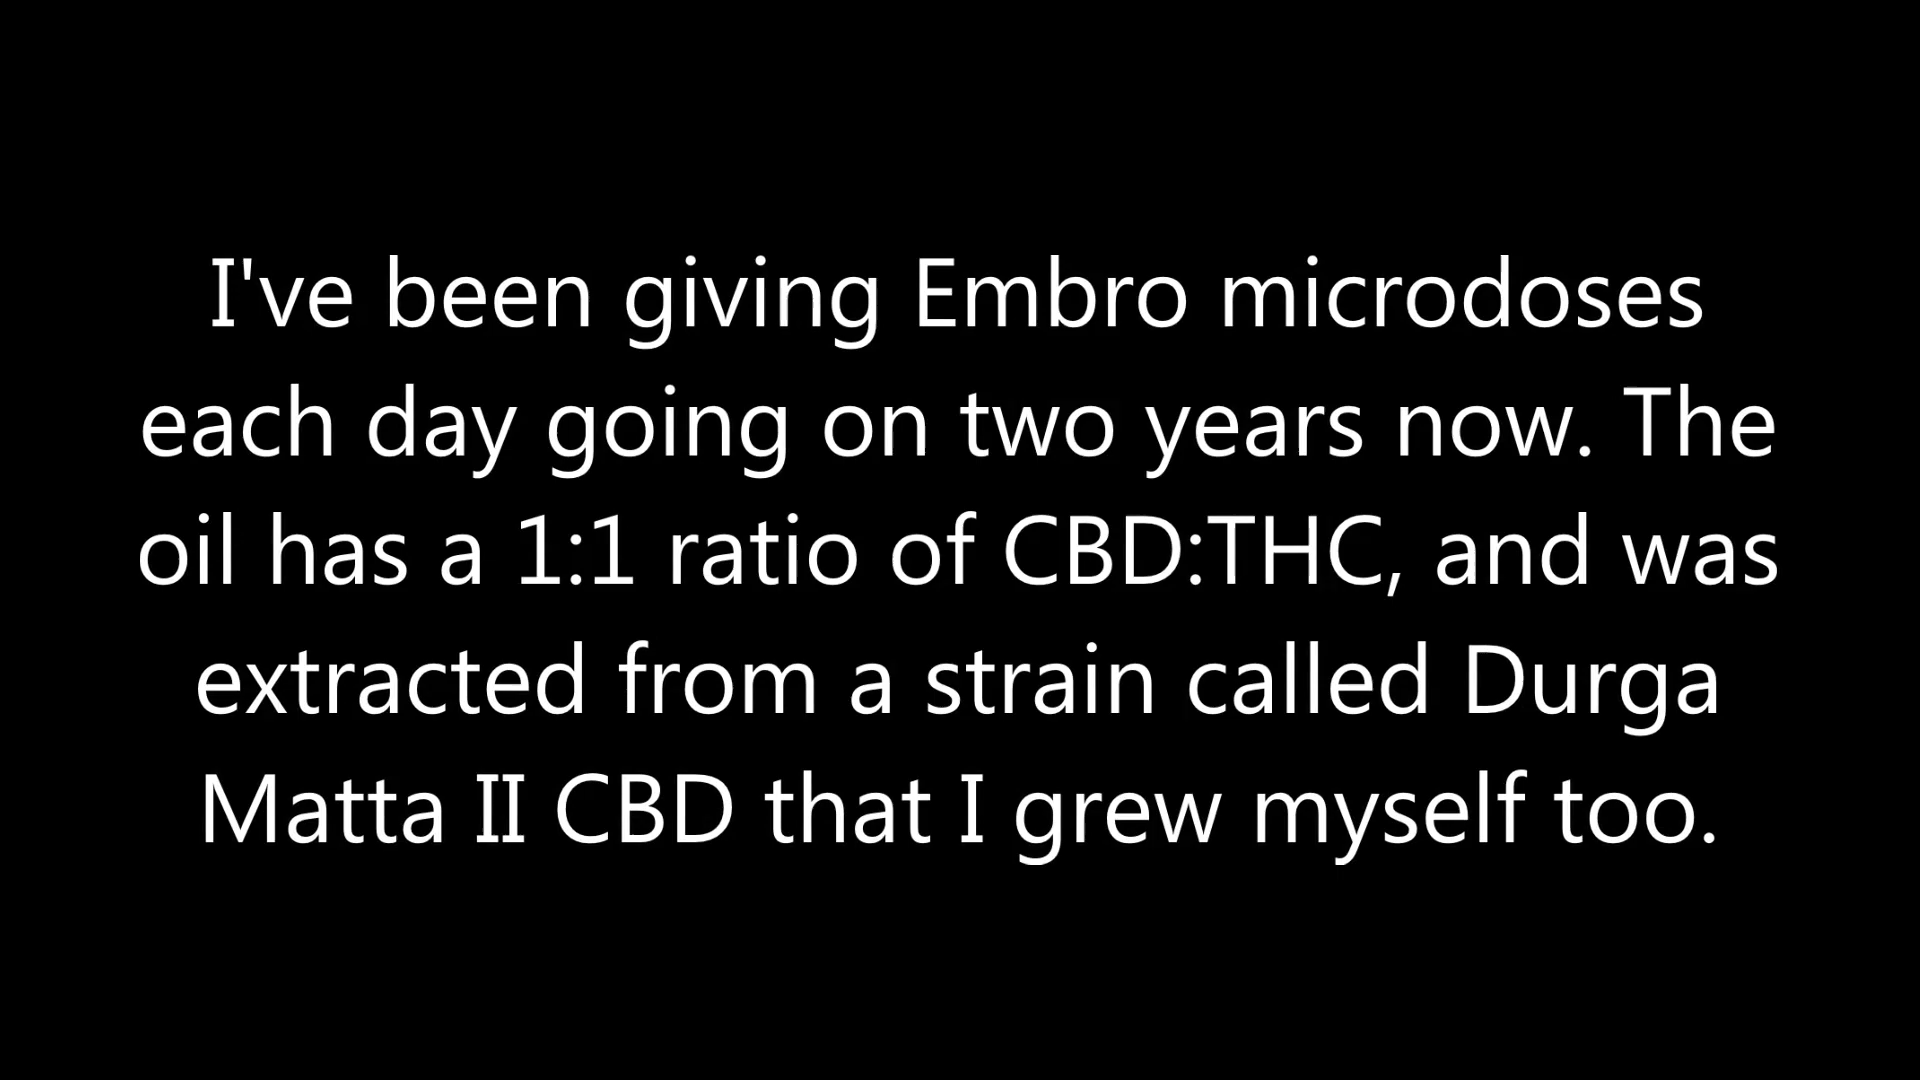 I've been giving Embro microdoses
each day going on two years now. The
oil has a 1:1 ratio of CBD:THC, and was
extracted from a strain called Durga
Matta II CBD that I grew myself too.